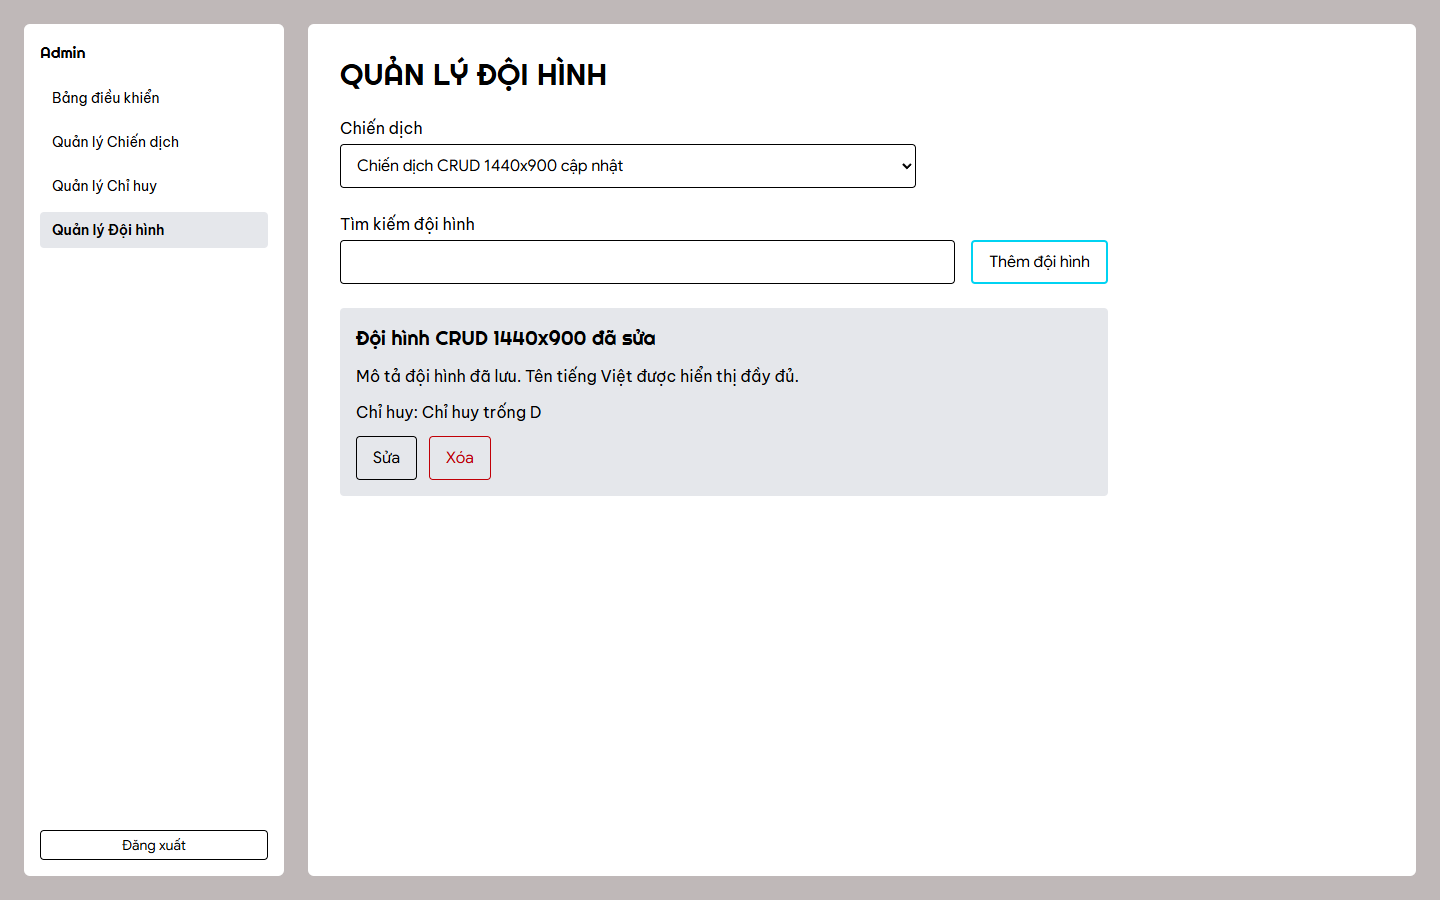 Admin
Bảng điều khiển
Quản lý Chiến dịch
Quản lý Chỉ huy
Quản lý Đội hình
Đăng xuất
QUẢN LÝ ĐỘI HÌNH
Chiến dịch
Chiến dịch CRUD 1440x900 cập nhật
Tìm kiếm đội hình
Thêm đội hình
Đội hình CRUD 1440x900 đã sửa
Mô tả đội hình đã lưu. Tên tiếng Việt được hiển thị đầy đủ.
Chỉ huy: Chỉ huy trống D
Sửa
Xóa